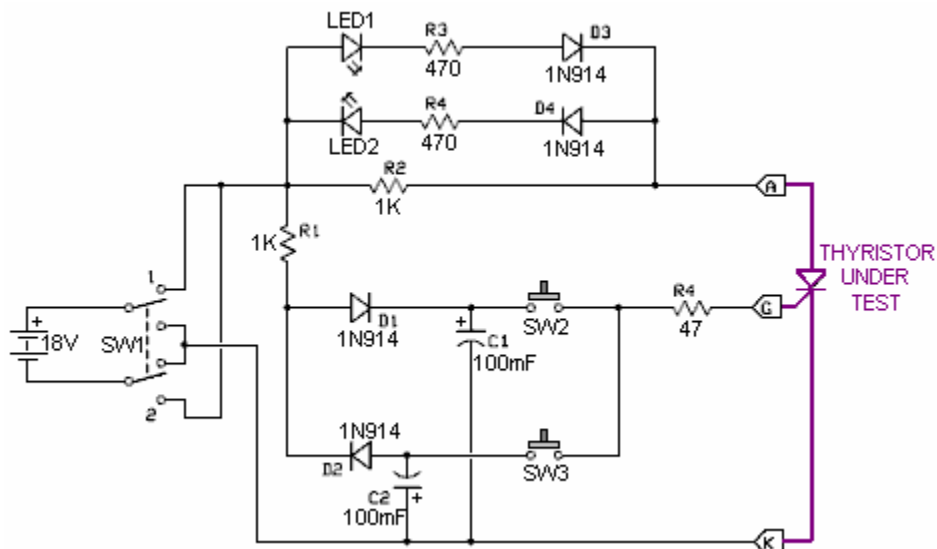 LED1
R3
470
D3
1N914
LED2
R4
470
D4
1N914
R2
1K
A
1K
R1
THYRISTOR
UNDER
TEST
1
+
18V
SW1
2
D1
1N914
+
C1
100mF
SW2
R4
47
G
1N914
D2
C2
+
100mF
SW3
K